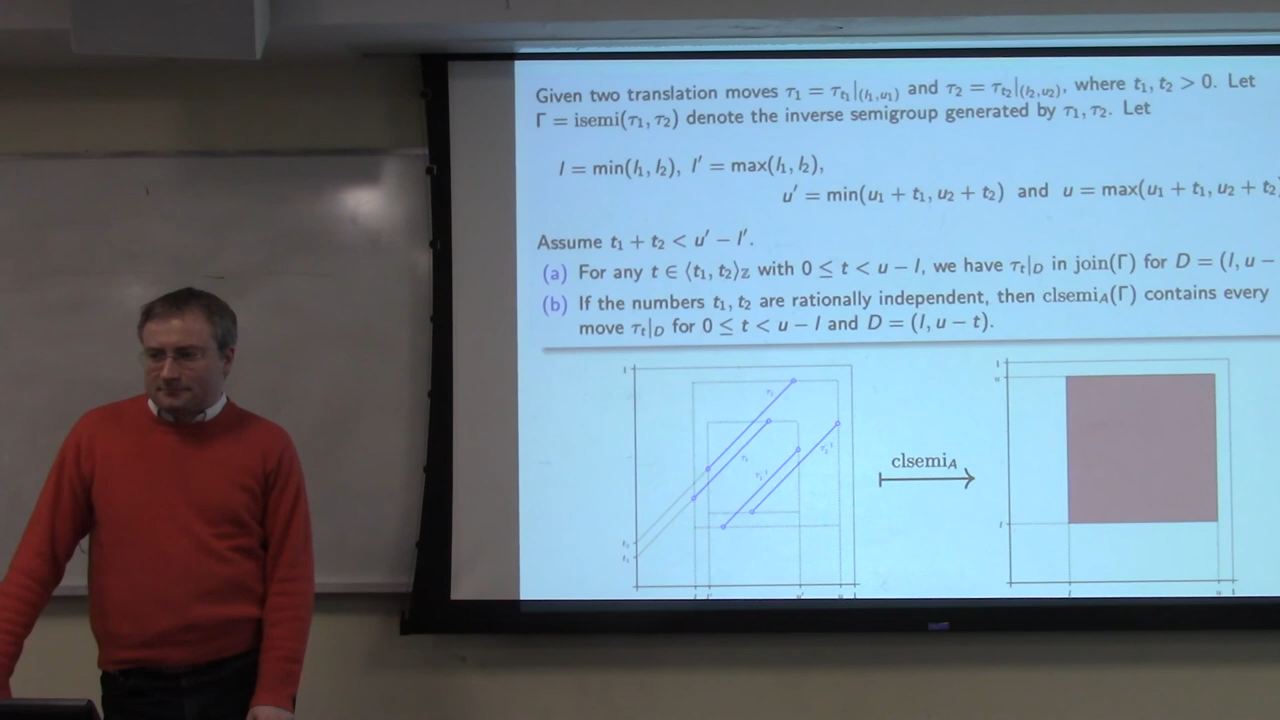 Given two translation moves τ₁ = τ_{t₁}|_{(l₁,u₁)} and τ₂ = τ_{t₂}|_{(l₂,u₂)}, where t₁, t₂ > 0. Let
Γ = isemi(τ₁, τ₂) denote the inverse semigroup generated by τ₁, τ₂. Let
l = min(l₁, l₂), l′ = max(l₁, l₂),
u′ = min(u₁ + t₁, u₂ + t₂) and u = max(u₁ + t₁, u₂ + t₂
Assume t₁ + t₂ < u′ − l′.
(a) For any t ∈ ⟨t₁, t₂⟩_ℤ with 0 ≤ t < u − l, we have τ_t|_D in join(Γ) for D = (l, u −
(b) If the numbers t₁, t₂ are rationally independent, then clsemi_A(Γ) contains every
move τ_t|_D for 0 ≤ t < u − l and D = (l, u − t).
clsemi_A